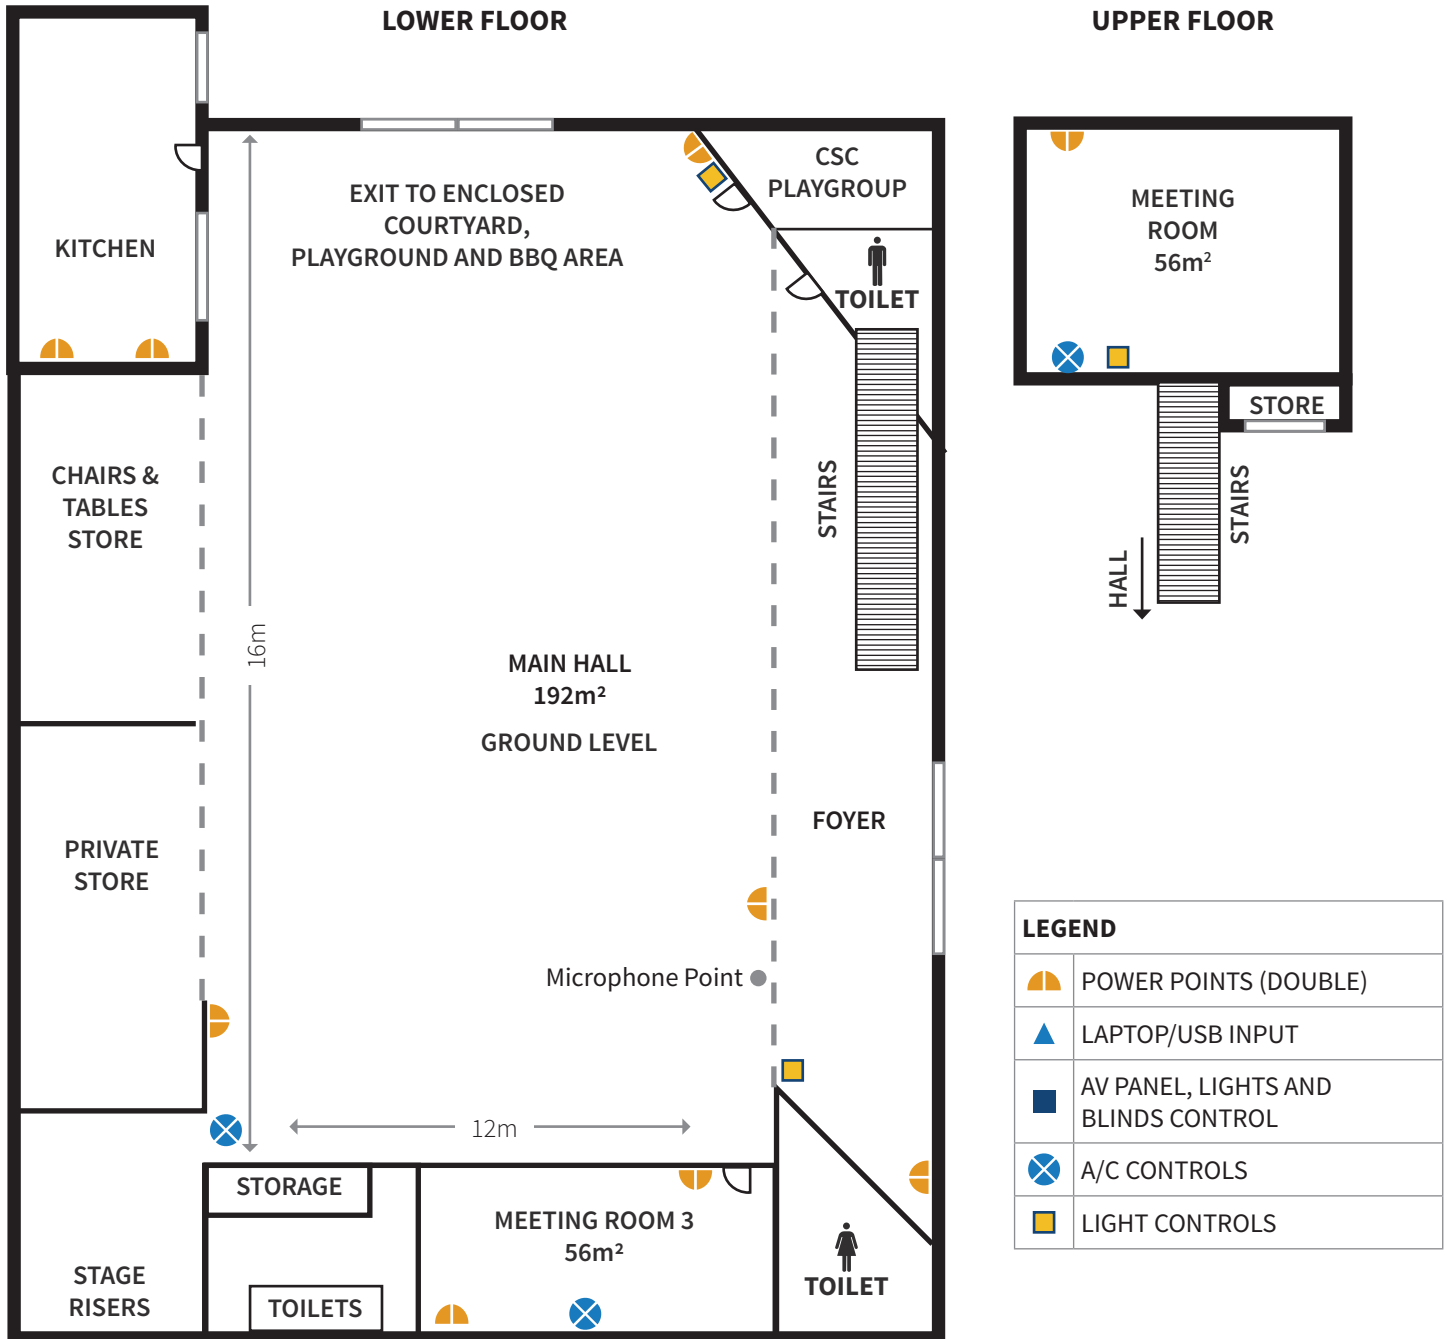 LOWER FLOOR
UPPER FLOOR
KITCHEN
EXIT TO ENCLOSED
COURTYARD,
PLAYGROUND AND BBQ AREA
CSC
PLAYGROUP
TOILET
MEETING
ROOM
56m²
STORE
STAIRS
HALL
CHAIRS &
TABLES
STORE
STAIRS
16m
MAIN HALL
192m²
GROUND LEVEL
FOYER
PRIVATE
STORE
Microphone Point
12m
STORAGE
MEETING ROOM 3
56m²
STAGE
RISERS
TOILETS
TOILET
LEGEND
POWER POINTS (DOUBLE)
LAPTOP/USB INPUT
AV PANEL, LIGHTS AND
BLINDS CONTROL
A/C CONTROLS
LIGHT CONTROLS